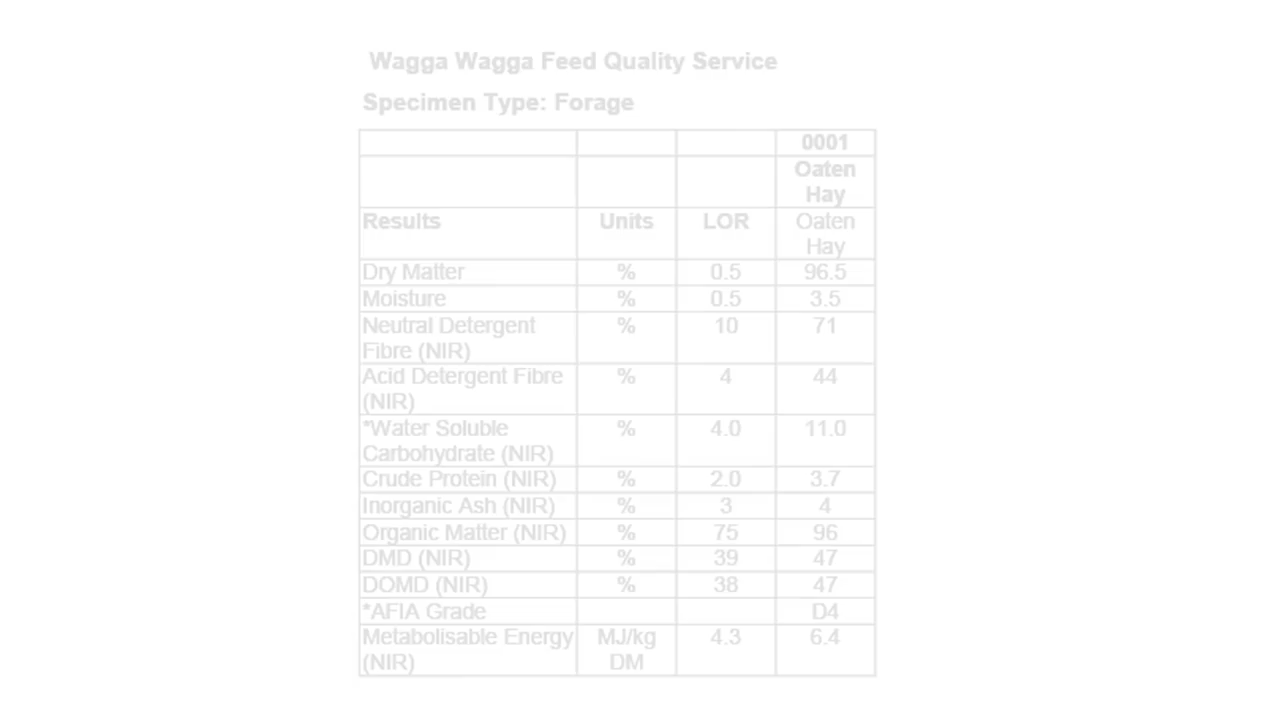 Wagga Wagga Feed Quality Service
Specimen Type: Forage
0001
Oaten
Hay
Results Units LOR Oaten
Hay
Dry Matter % 0.5 96.5
Moisture % 0.5 3.5
Neutral Detergent % 10 71
Fibre (NIR)
Acid Detergent Fibre % 4 44
(NIR)
*Water Soluble % 4.0 11.0
Carbohydrate (NIR)
Crude Protein (NIR) % 2.0 3.7
Inorganic Ash (NIR) % 3 4
Organic Matter (NIR) % 75 96
DMD (NIR) % 39 47
DOMD (NIR) % 38 47
*AFIA Grade D4
Metabolisable Energy MJ/kg 4.3 6.4
(NIR) DM